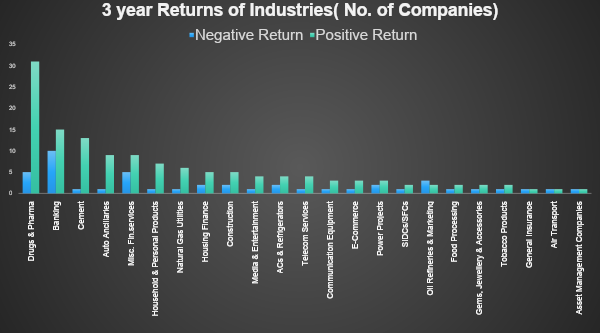 3 year Returns of Industries( No. of Companies)
Negative Return Positive Return
35
30
25
20
15
10
5
0
Drugs & Pharma
Banking
Cement
Auto Ancillaries
Misc. Fin.services
Household & Personal Products
Natural Gas Utilities
Housing Finance
Construction
Media & Entertainment
ACs & Refrigerators
Telecom Services
Communication Equipment
E-Commerce
Power Projects
SIDCs/SFCs
Oil Refineries & Marketing
Food Processing
Gems, Jewellery & Accessories
Tobacco Products
General Insurance
Air Transport
Asset Management Companies